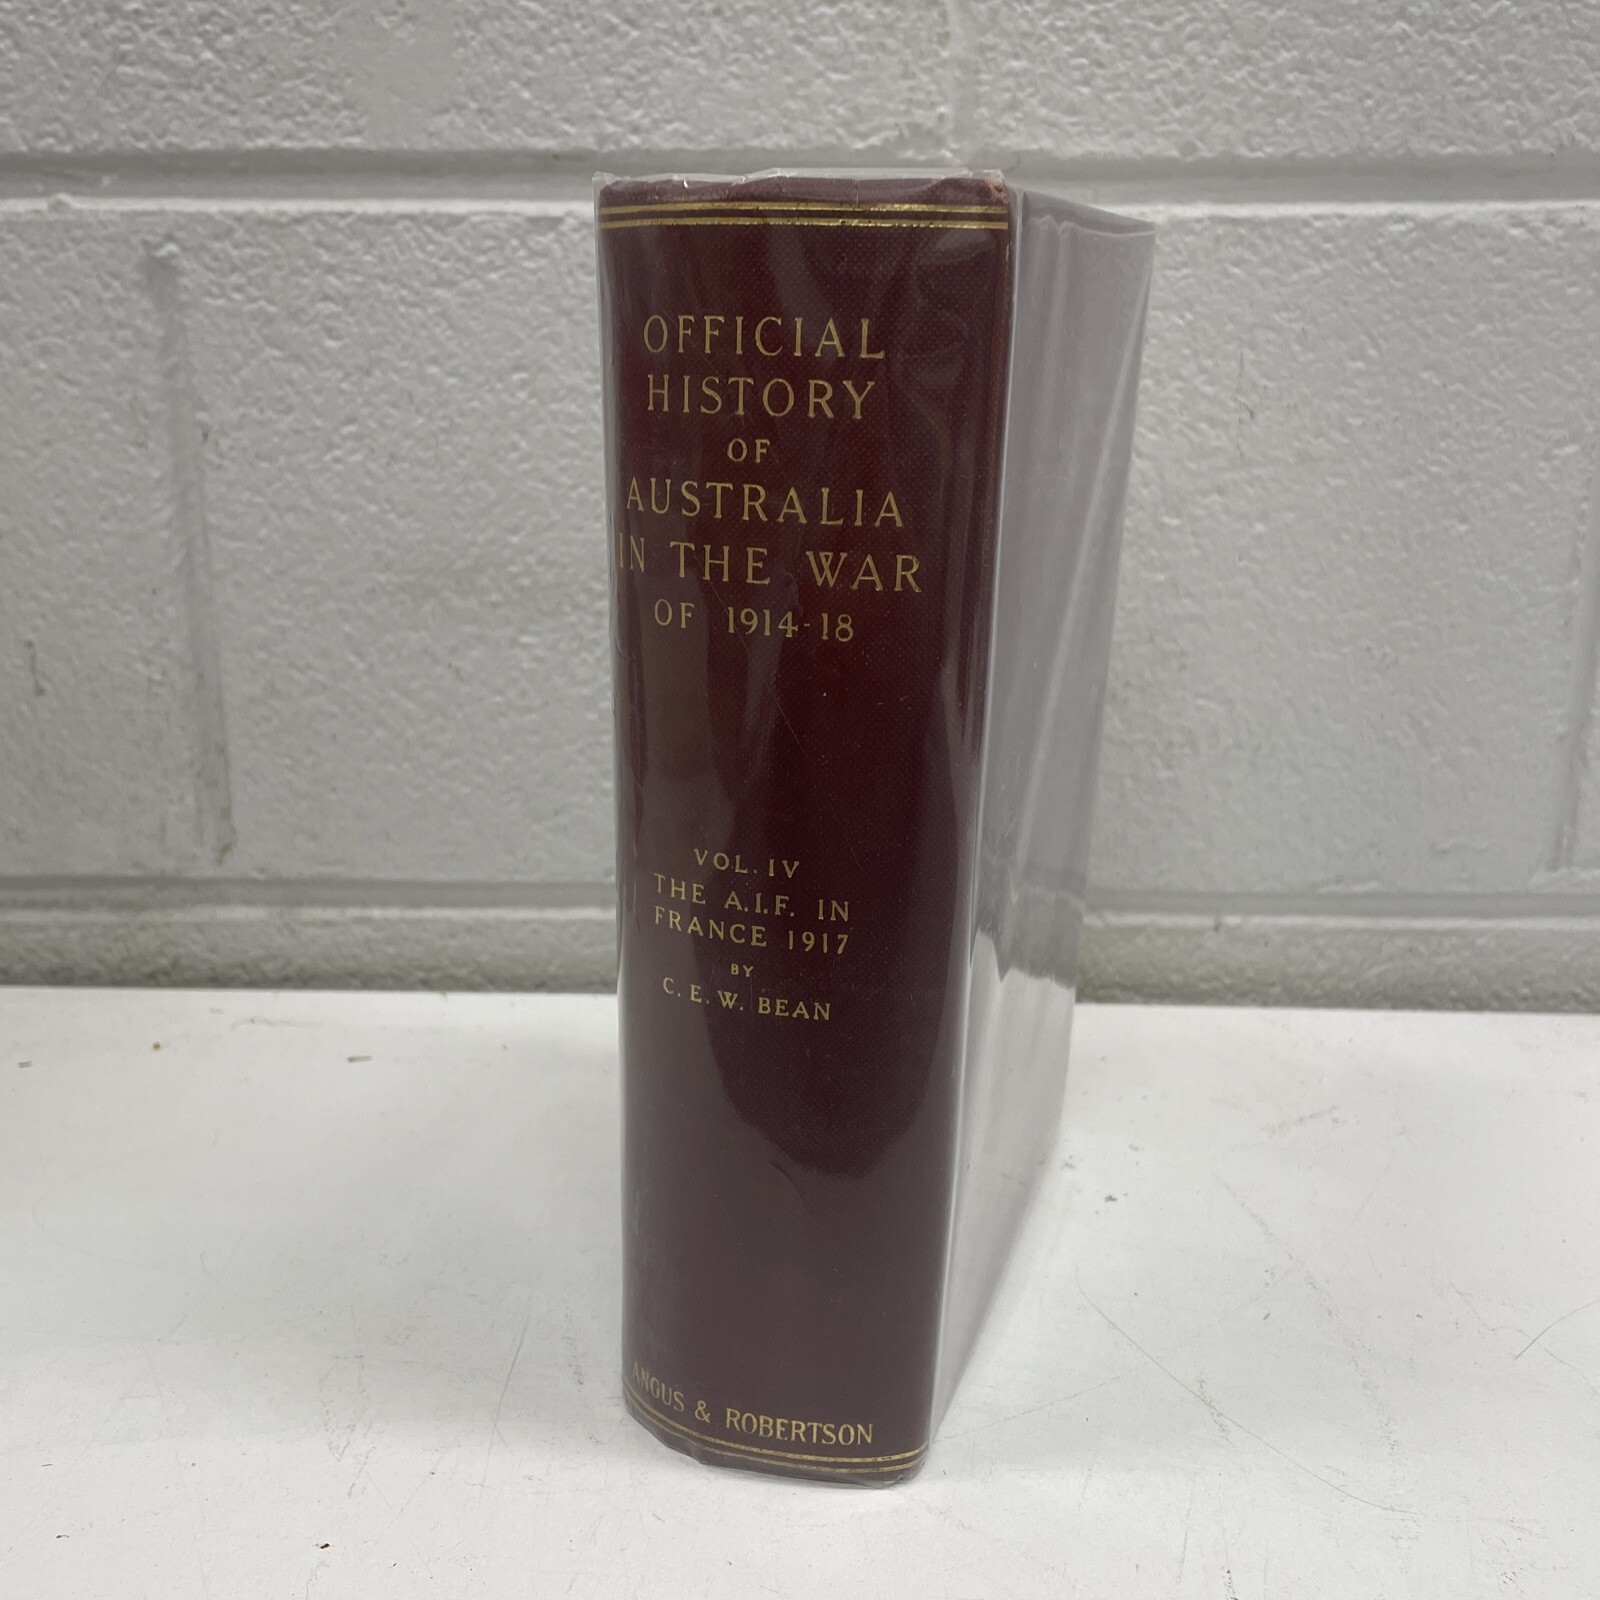 OFFICIAL
HISTORY
OF
AUSTRALIA
IN THE WAR
OF 1914-18
VOL. IV
THE A.I.F. IN
FRANCE 1917
BY
C. E. W. BEAN
ANGUS & ROBERTSON